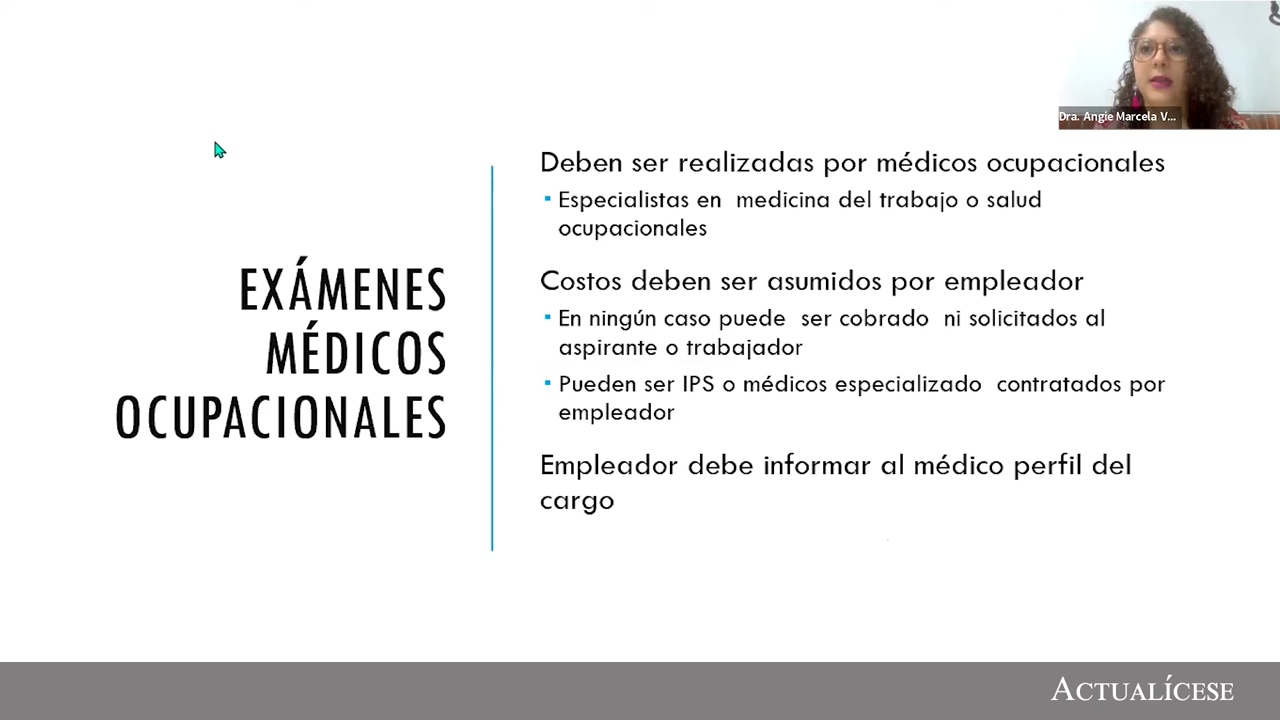 Dra. Angie Marcela V...
Deben ser realizadas por médicos ocupacionales
▪ Especialistas en medicina del trabajo o salud
ocupacionales
EXÁMENES
MÉDICOS
OCUPACIONALES
Costos deben ser asumidos por empleador
▪ En ningún caso puede ser cobrado ni solicitados al
aspirante o trabajador
▪ Pueden ser IPS o médicos especializado contratados por
empleador
Empleador debe informar al médico perfil del
cargo
ACTUALÍCESE